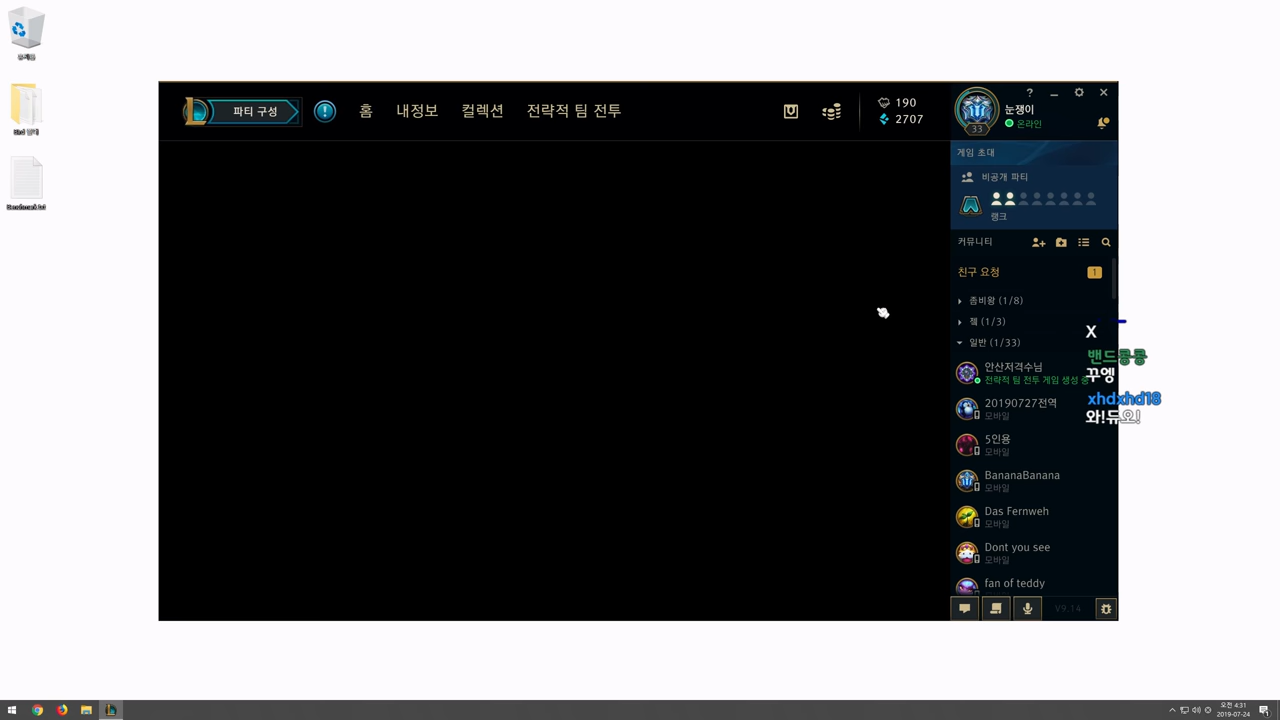 파티 구성
홈
내정보
컬렉션
전략적 팀 전투
190
2707
33
눈쟁이
온라인
게임 초대
비공개 파티
랭크
커뮤니티
친구 요청
1
좀비왕 (1/8)
젝 (1/3)
일반 (1/33)
안산저격수님
전략적 팀 전투 게임 생성 중
20190727전역
모바일
5인용
모바일
BananaBanana
모바일
Das Fernweh
모바일
Dont you see
모바일
fan of teddy
V9.14
X
밴드콩콩
꾸엥
xhdxhd18
와!듀오!
휴지통
Benchmark.txt
오전 4:31
2019-07-24